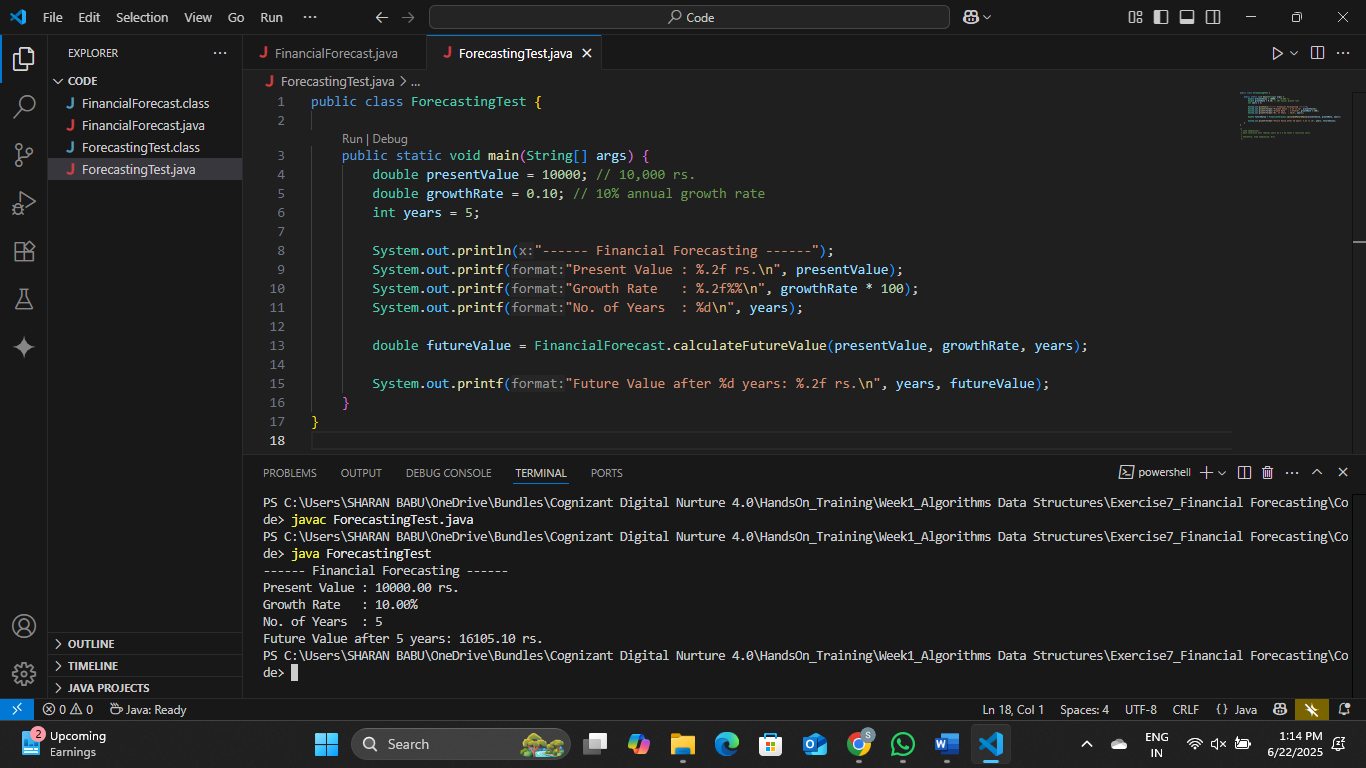 File Edit Selection View Go Run ··· Code
EXPLORER ···
CODE
FinancialForecast.class
FinancialForecast.java
ForecastingTest.class
ForecastingTest.java
OUTLINE
TIMELINE
JAVA PROJECTS
J FinancialForecast.java J ForecastingTest.java
J ForecastingTest.java > ...
1 public class ForecastingTest {
2
Run | Debug
3 public static void main(String[] args) {
4 double presentValue = 10000; // 10,000 rs.
5 double growthRate = 0.10; // 10% annual growth rate
6 int years = 5;
7
8 System.out.println(x:"------ Financial Forecasting ------");
9 System.out.printf(format:"Present Value : %.2f rs.\n", presentValue);
10 System.out.printf(format:"Growth Rate   : %.2f%%\n", growthRate * 100);
11 System.out.printf(format:"No. of Years  : %d\n", years);
12
13 double futureValue = FinancialForecast.calculateFutureValue(presentValue, growthRate, years);
14
15 System.out.printf(format:"Future Value after %d years: %.2f rs.\n", years, futureValue);
16 }
17 }
18
PROBLEMS OUTPUT DEBUG CONSOLE TERMINAL PORTS powershell
PS C:\Users\SHARAN BABU\OneDrive\Bundles\Cognizant Digital Nurture 4.0\HandsOn_Training\Week1_Algorithms Data Structures\Exercise7_Financial Forecasting\Co
de> javac ForecastingTest.java
PS C:\Users\SHARAN BABU\OneDrive\Bundles\Cognizant Digital Nurture 4.0\HandsOn_Training\Week1_Algorithms Data Structures\Exercise7_Financial Forecasting\Co
de> java ForecastingTest
------ Financial Forecasting ------
Present Value : 10000.00 rs.
Growth Rate   : 10.00%
No. of Years  : 5
Future Value after 5 years: 16105.10 rs.
PS C:\Users\SHARAN BABU\OneDrive\Bundles\Cognizant Digital Nurture 4.0\HandsOn_Training\Week1_Algorithms Data Structures\Exercise7_Financial Forecasting\Co
de>
0 0 Java: Ready Ln 18, Col 1 Spaces: 4 UTF-8 CRLF {} Java
2 Upcoming
Earnings
Search
S
ENG
IN
1:14 PM
6/22/2025